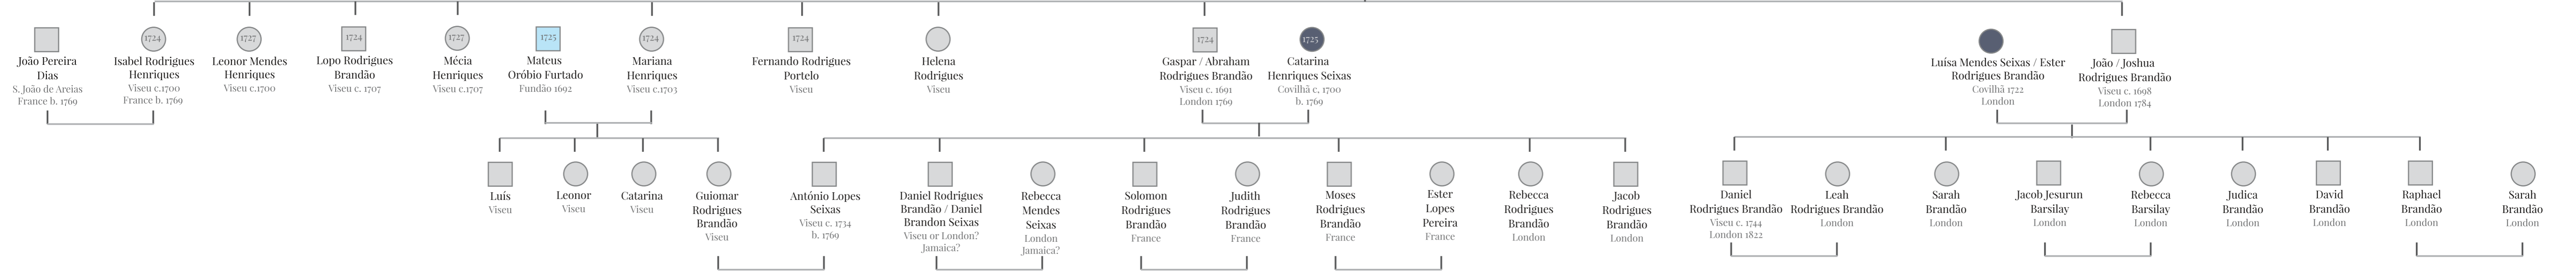 1724
1727
1724
1727
1725
1724
1724
1724
1725
João Pereira
Dias
S. João de Areias
France b. 1769
Isabel Rodrigues
Henriques
Viseu c.1700
France b. 1769
Leonor Mendes
Henriques
Viseu c.1700
Lopo Rodrigues
Brandão
Viseu c. 1707
Mécia
Henriques
Viseu c.1707
Mateus
Oróbio Furtado
Fundão 1692
Mariana
Henriques
Viseu c.1703
Fernando Rodrigues
Portelo
Viseu
Helena
Rodrigues
Viseu
Gaspar / Abraham
Rodrigues Brandão
Viseu c. 1691
London 1769
Catarina
Henriques Seixas
Covilhã c. 1700
b. 1769
Luísa Mendes Seixas / Ester
Rodrigues Brandão
Covilhã 1722
London
João / Joshua
Rodrigues Brandão
Viseu c. 1698
London 1784
Luís
Viseu
Leonor
Viseu
Catarina
Viseu
Guiomar
Rodrigues
Brandão
Viseu
António Lopes
Seixas
Viseu c. 1734
b. 1769
Daniel Rodrigues
Brandão / Daniel
Brandon Seixas
Viseu or London?
Jamaica?
Rebecca
Mendes
Seixas
London
Jamaica?
Solomon
Rodrigues
Brandão
France
Judith
Rodrigues
Brandão
France
Moses
Rodrigues
Brandão
France
Ester
Lopes
Pereira
France
Rebecca
Rodrigues
Brandão
London
Jacob
Rodrigues
Brandão
London
Daniel
Rodrigues Brandão
Viseu c. 1744
London 1822
Leah
Rodrigues Brandão
London
Sarah
Brandão
London
Jacob Jesurun
Barsilay
London
Rebecca
Barsilay
London
Judica
Brandão
London
David
Brandão
London
Raphael
Brandão
London
Sarah
Brandão
London